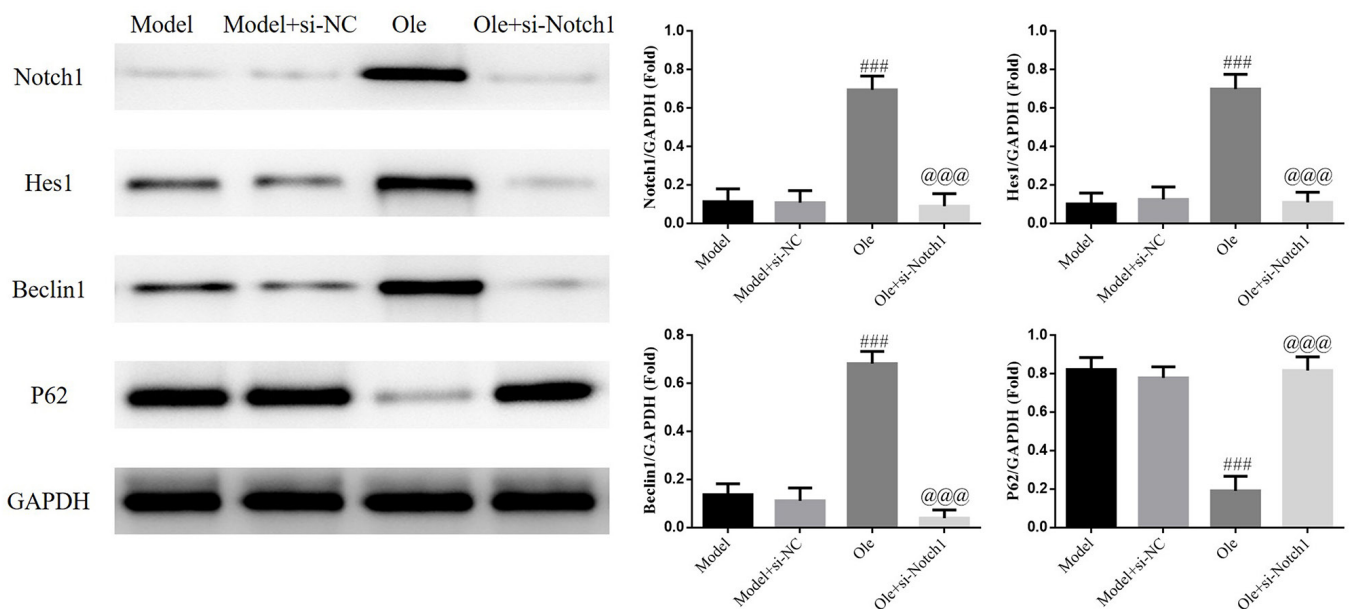 Model Model+si-NC Ole Ole+si-Notch1
Notch1
Hes1
Beclin1
P62
GAPDH
Notch1/GAPDH (Fold)
1.0
0.8
0.6
0.4
0.2
0.0
###
@@@
Model
Model+si-NC
Ole
Ole+si-Notch1
Hes1/GAPDH (Fold)
1.0
0.8
0.6
0.4
0.2
0.0
###
@@@
Model
Model+si-NC
Ole
Ole+si-Notch1
Beclin1/GAPDH (Fold)
0.8
0.6
0.4
0.2
0.0
###
@@@
Model
Model+si-NC
Ole
Ole+si-Notch1
P62/GAPDH (Fold)
1.0
0.8
0.6
0.4
0.2
0.0
###
@@@
Model
Model+si-NC
Ole
Ole+si-Notch1